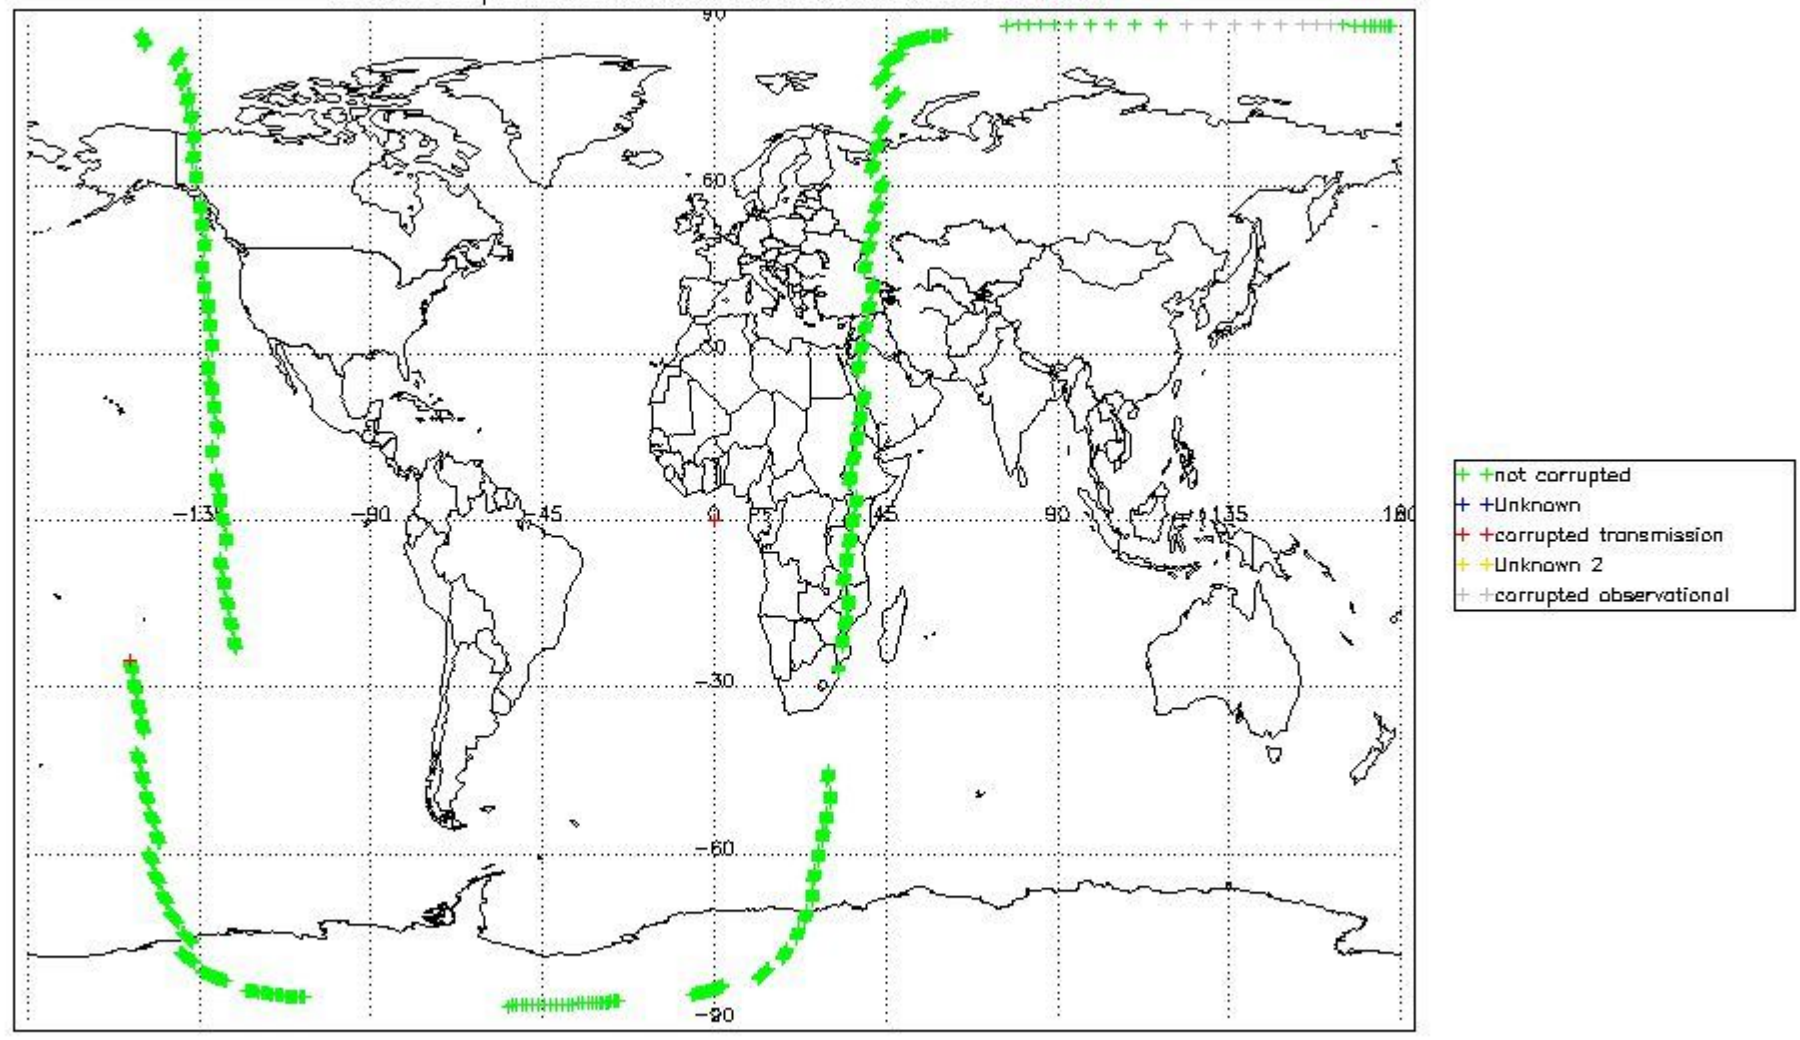 90
60
30
-135 -90 -45 0 45 90 135 180
-30
-60
-90
not corrupted
Unknown
corrupted transmission
Unknown 2
corrupted observational